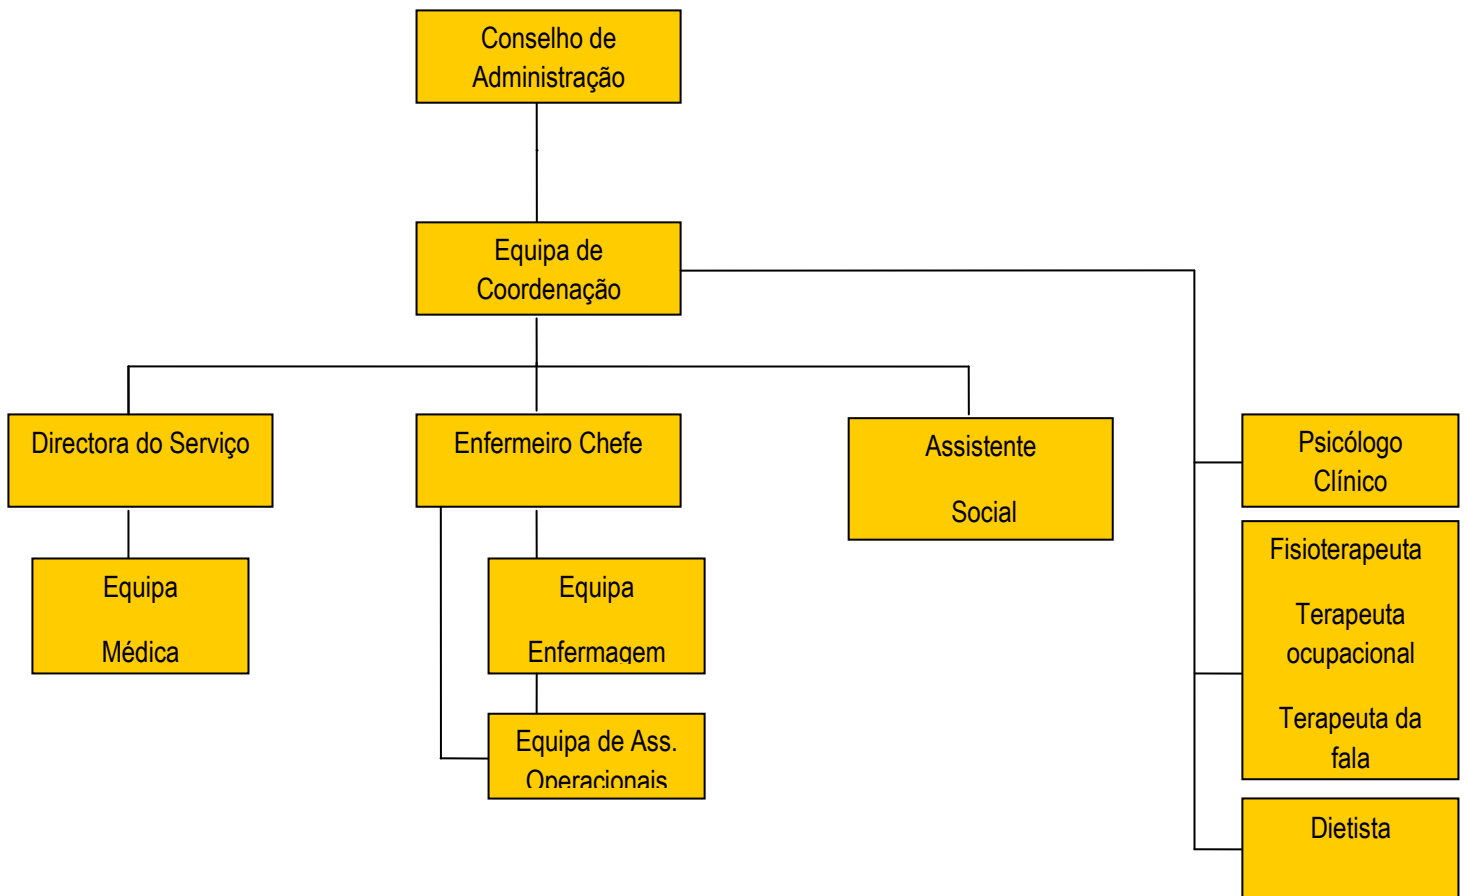 Conselho de
Administração
Equipa de
Coordenação
Directora do Serviço
Enfermeiro Chefe
Assistente
Social
Psicólogo
Clínico
Equipa
Médica
Equipa
Enfermagem
Fisioterapeuta
Terapeuta
ocupacional
Terapeuta da
fala
Equipa de Ass.
Operacionais
Dietista